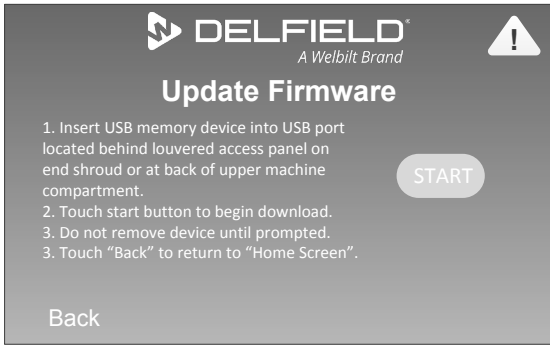 DELFIELD®
A Welbilt Brand
!
Update Firmware
1. Insert USB memory device into USB port
located behind louvered access panel on
end shroud or at back of upper machine
compartment.
2. Touch start button to begin download.
3. Do not remove device until prompted.
3. Touch “Back” to return to “Home Screen”.
START
Back